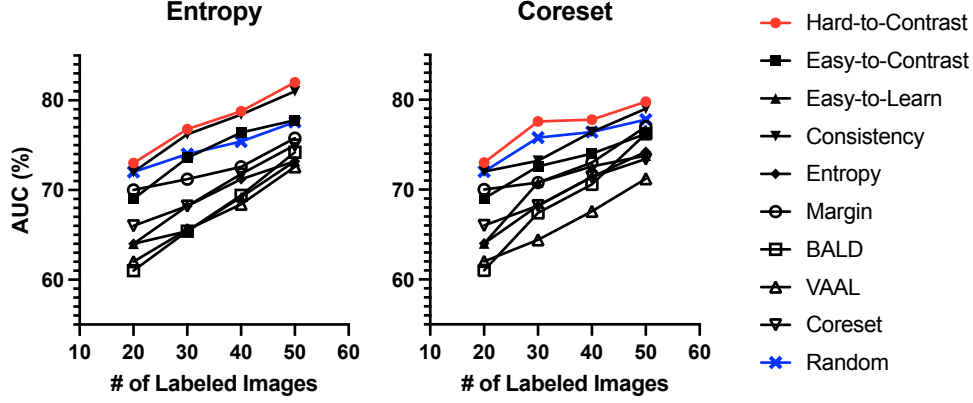 Entropy
Coreset
AUC (%)
80
70
60
10 20 30 40 50 60
# of Labeled Images
80
70
60
10 20 30 40 50 60
# of Labeled Images
Hard-to-Contrast
Easy-to-Contrast
Easy-to-Learn
Consistency
Entropy
Margin
BALD
VAAL
Coreset
Random